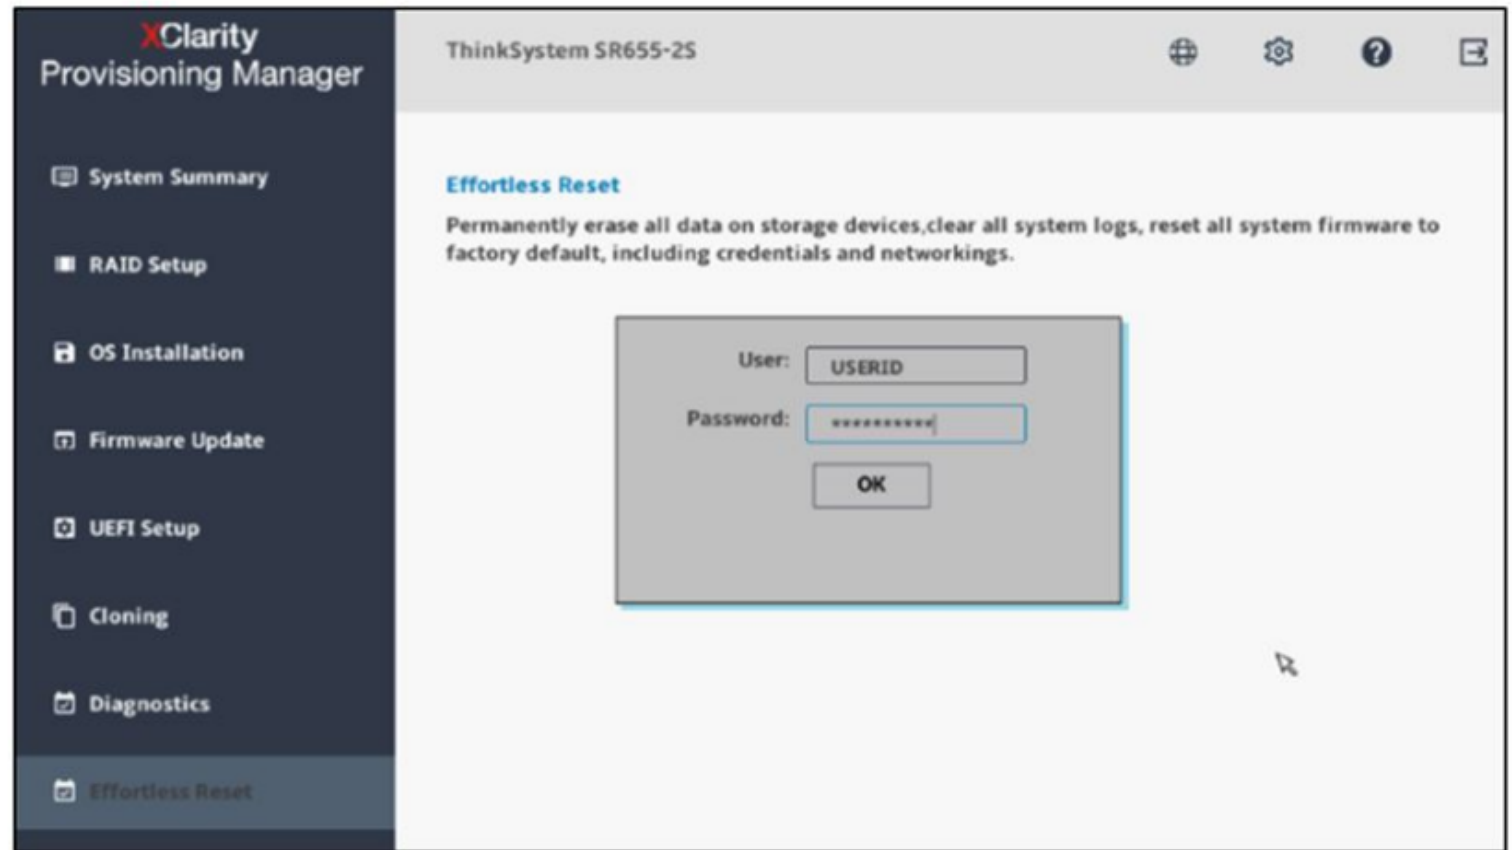 XClarity
Provisioning Manager
ThinkSystem SR655-2S
System Summary
RAID Setup
OS Installation
Firmware Update
UEFI Setup
Cloning
Diagnostics
Effortless Reset
Effortless Reset
Permanently erase all data on storage devices,clear all system logs, reset all system firmware to
factory default, including credentials and networkings.
User: USERID
Password: **********
OK